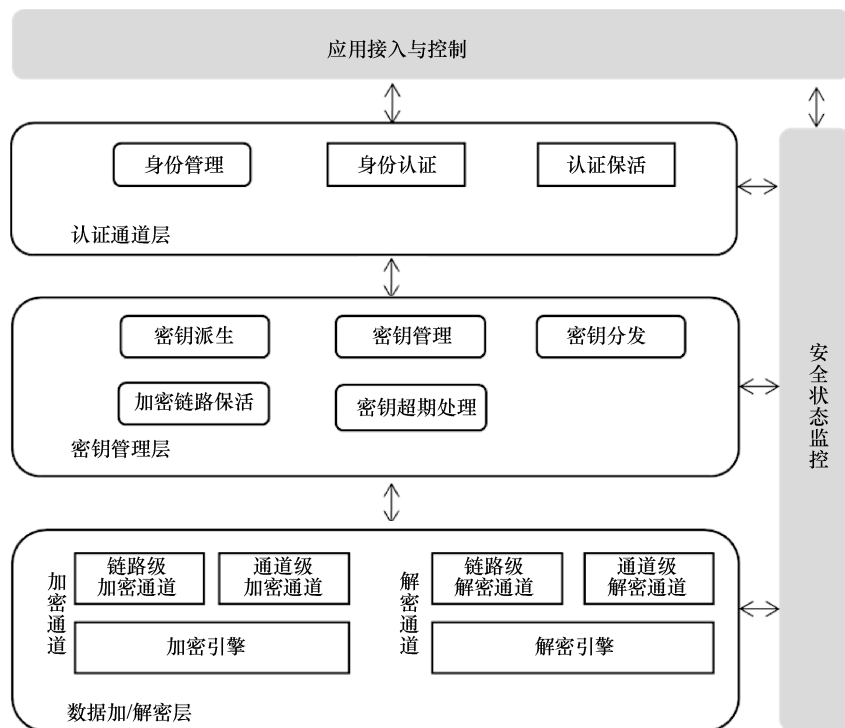 应用接入与控制
身份管理
身份认证
认证保活
认证通道层
密钥派生
密钥管理
密钥分发
加密链路保活
密钥超期处理
密钥管理层
安全状态监控
加密通道
链路级
加密通道
通道级
加密通道
加密引擎
解密通道
链路级
解密通道
通道级
解密通道
解密引擎
数据加/解密层